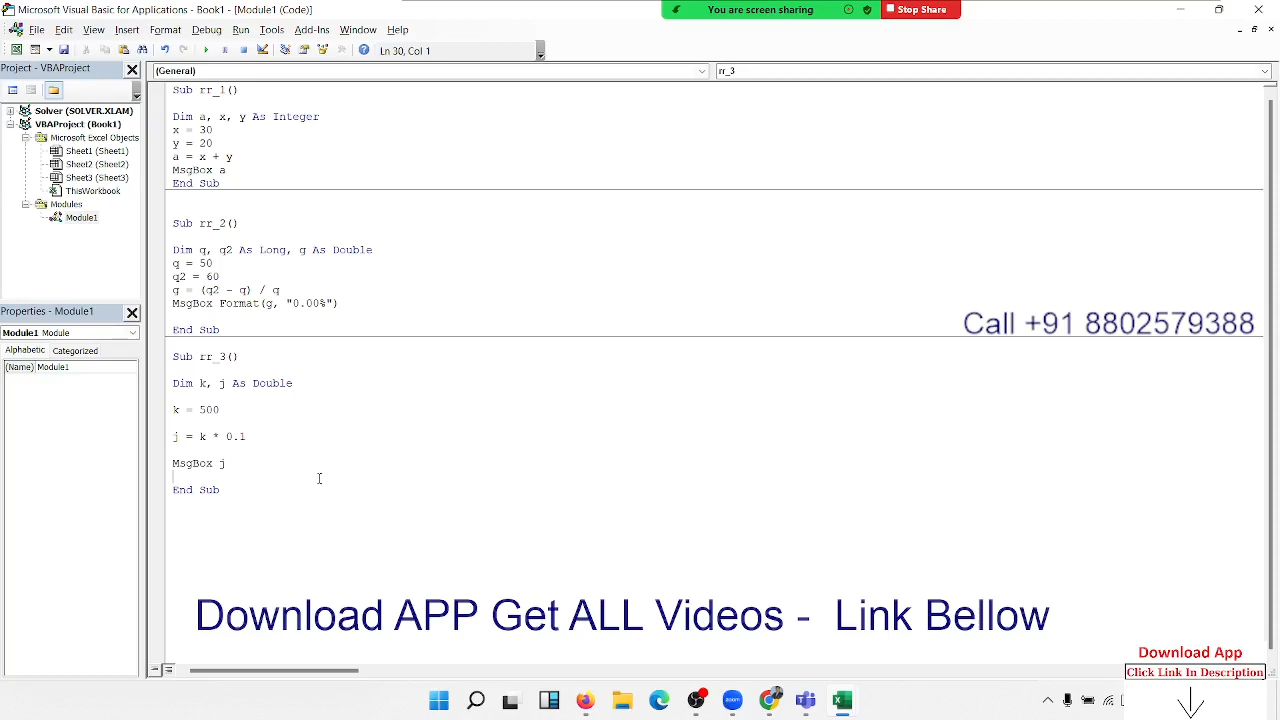 Microsoft Visual Basic for Applications - Book1 - [Module1 (Code)]
You are screen sharing
Stop Share
File Edit View Insert Format Debug Run Tools Add-Ins Window Help
Ln 30, Col 1
Project - VBAProject
(General)
rr_3
Solver (SOLVER.XLAM)
VBAProject (Book1)
Microsoft Excel Objects
Sheet1 (Sheet1)
Sheet2 (Sheet2)
Sheet3 (Sheet3)
ThisWorkbook
Modules
Module1
Properties - Module1
Module1 Module
Alphabetic Categorized
(Name) Module1
Sub rr_1()
Dim a, x, y As Integer
x = 30
y = 20
a = x + y
MsgBox a
End Sub
Sub rr_2()
Dim q, q2 As Long, g As Double
q = 50
q2 = 60
g = (q2 - q) / q
MsgBox Format(g, "0.00%")
End Sub
Sub rr_3()
Dim k, j As Double
k = 500
j = k * 0.1
MsgBox j
End Sub
Call +91 8802579388
Download APP Get ALL Videos - Link Bellow
Download App
Click Link In Description
zoom